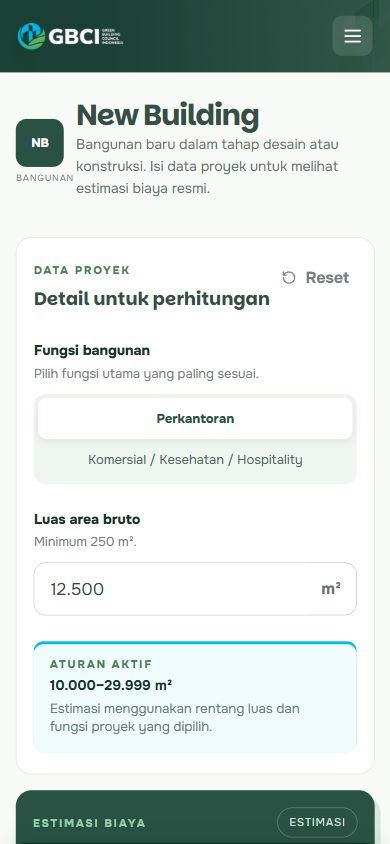 GBCI GREEN BUILDING COUNCIL INDONESIA
NB
BANGUNAN
New Building
Bangunan baru dalam tahap desain atau
konstruksi. Isi data proyek untuk melihat
estimasi biaya resmi.
DATA PROYEK
Detail untuk perhitungan
Reset
Fungsi bangunan
Pilih fungsi utama yang paling sesuai.
Perkantoran
Komersial / Kesehatan / Hospitality
Luas area bruto
Minimum 250 m².
12.500 m²
ATURAN AKTIF
10.000–29.999 m²
Estimasi menggunakan rentang luas dan
fungsi proyek yang dipilih.
ESTIMASI BIAYA
ESTIMASI